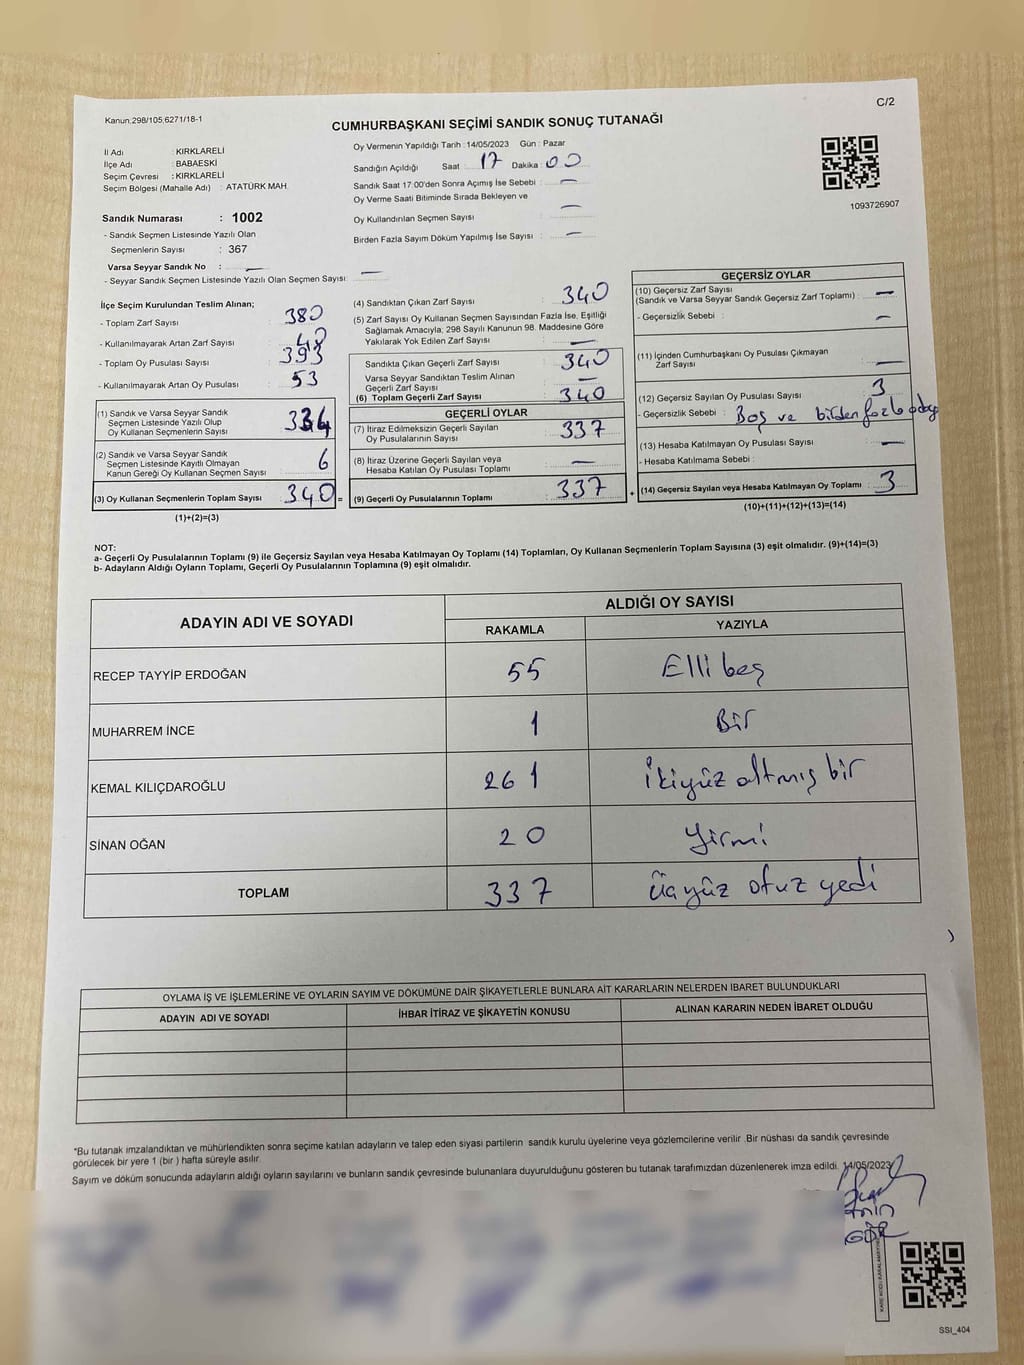 Kanun:298/105,6271/18-1
C/2
CUMHURBAŞKANI SEÇİMİ SANDIK SONUÇ TUTANAĞI
İl Adı : KIRKLARELİ
İlçe Adı : BABAESKİ
Seçim Çevresi : KIRKLARELİ
Seçim Bölgesi (Mahalle Adı) : ATATÜRK MAH.
Sandık Numarası : 1002
- Sandık Seçmen Listesinde Yazılı Olan
Seçmenlerin Sayısı : 367
Varsa Seyyar Sandık No : —
- Seyyar Sandık Seçmen Listesinde Yazılı Olan Seçmen Sayısı: —
Oy Vermenin Yapıldığı Tarih :14/05/2023 Gün : Pazar
Sandığın Açıldığı Saat : 17 Dakika : 00
Sandık Saat 17:00'den Sonra Açımış İse Sebebi : —
Oy Verme Saati Bitiminde Sırada Bekleyen ve —
Oy Kullandırılan Seçmen Sayısı :
Birden Fazla Sayım Döküm Yapılmış İse Sayısı : —
1093726907
İlçe Seçim Kurulundan Teslim Alınan;
- Toplam Zarf Sayısı : 380
- Kullanılmayarak Artan Zarf Sayısı : 40
- Toplam Oy Pusulası Sayısı : 393
- Kullanılmayarak Artan Oy Pusulası : 53
(1) Sandık ve Varsa Seyyar Sandık
Seçmen Listesinde Yazılı Olup
Oy Kullanan Seçmenlerin Sayısı : 334
(2) Sandık ve Varsa Seyyar Sandık
Seçmen Listesinde Kayıtlı Olmayan
Kanun Gereği Oy Kullanan Seçmen Sayısı : 6
(3) Oy Kullanan Seçmenlerin Toplam Sayısı : 340 =
(1)+(2)=(3)
(4) Sandıktan Çıkan Zarf Sayısı : 340
(5) Zarf Sayısı Oy Kullanan Seçmen Sayısından Fazla İse, Eşitliği
Sağlamak Amacıyla; 298 Sayılı Kanunun 98. Maddesine Göre
Yakılarak Yok Edilen Zarf Sayısı : —
Sandıkta Çıkan Geçerli Zarf Sayısı : 340
Varsa Seyyar Sandıktan Teslim Alınan
Geçerli Zarf Sayısı : —
(6) Toplam Geçerli Zarf Sayısı : 340
GEÇERLİ OYLAR
(7) İtiraz Edilmeksizin Geçerli Sayılan
Oy Pusulalarının Sayısı : 337
(8) İtiraz Üzerine Geçerli Sayılan veya
Hesaba Katılan Oy Pusulası Toplamı : —
(9) Geçerli Oy Pusulalarının Toplamı : 337 +
GEÇERSİZ OYLAR
(10) Geçersiz Zarf Sayısı
(Sandık ve Varsa Seyyar Sandık Geçersiz Zarf Toplamı) : —
- Geçersizlik Sebebi : —
(11) İçinden Cumhurbaşkanı Oy Pusulası Çıkmayan
Zarf Sayısı : —
(12) Geçersiz Sayılan Oy Pusulası Sayısı : 3
- Geçersizlik Sebebi : Boş ve birden fazla aday
(13) Hesaba Katılmayan Oy Pusulası Sayısı : —
- Hesaba Katılmama Sebebi :
(14) Geçersiz Sayılan veya Hesaba Katılmayan Oy Toplamı : 3
(10)+(11)+(12)+(13)=(14)
NOT:
a- Geçerli Oy Pusulalarının Toplamı (9) ile Geçersiz Sayılan veya Hesaba Katılmayan Oy Toplamı (14) Toplamları, Oy Kullanan Seçmenlerin Toplam Sayısına (3) eşit olmalıdır. (9)+(14)=(3)
b- Adayların Aldığı Oyların Toplamı, Geçerli Oy Pusulalarının Toplamına (9) eşit olmalıdır.
ADAYIN ADI VE SOYADI ALDIĞI OY SAYISI
RAKAMLA YAZIYLA
RECEP TAYYİP ERDOĞAN 55 Elli beş
MUHARREM İNCE 1 Bir
KEMAL KILIÇDAROĞLU 261 İkiyüz altmış bir
SİNAN OĞAN 20 Yirmi
TOPLAM 337 Üçyüz otuz yedi
OYLAMA İŞ VE İŞLEMLERİNE VE OYLARIN SAYIM VE DÖKÜMÜNE DAİR ŞİKAYETLERLE BUNLARA AİT KARARLARIN NELERDEN İBARET BULUNDUKLARI
ADAYIN ADI VE SOYADI İHBAR İTİRAZ VE ŞİKAYETİN KONUSU ALINAN KARARIN NEDEN İBARET OLDUĞU
*Bu tutanak imzalandıktan ve mühürlendikten sonra seçime katılan adayların ve talep eden siyasi partilerin sandık kurulu üyelerine veya gözlemcilerine verilir .Bir nüshası da sandık çevresinde
görülecek bir yere 1 (bir ) hafta süreyle asılır.
Sayım ve döküm sonucunda adayların aldığı oyların sayılarını ve bunların sandık çevresinde bulunanlara duyurulduğunu gösteren bu tutanak tarafımızdan düzenlenerek imza edildi. 14/05/2023
SSI_404